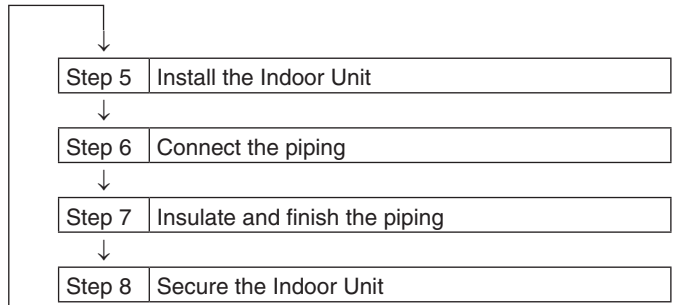 Step 5 Install the Indoor Unit
Step 6 Connect the piping
Step 7 Insulate and finish the piping
Step 8 Secure the Indoor Unit